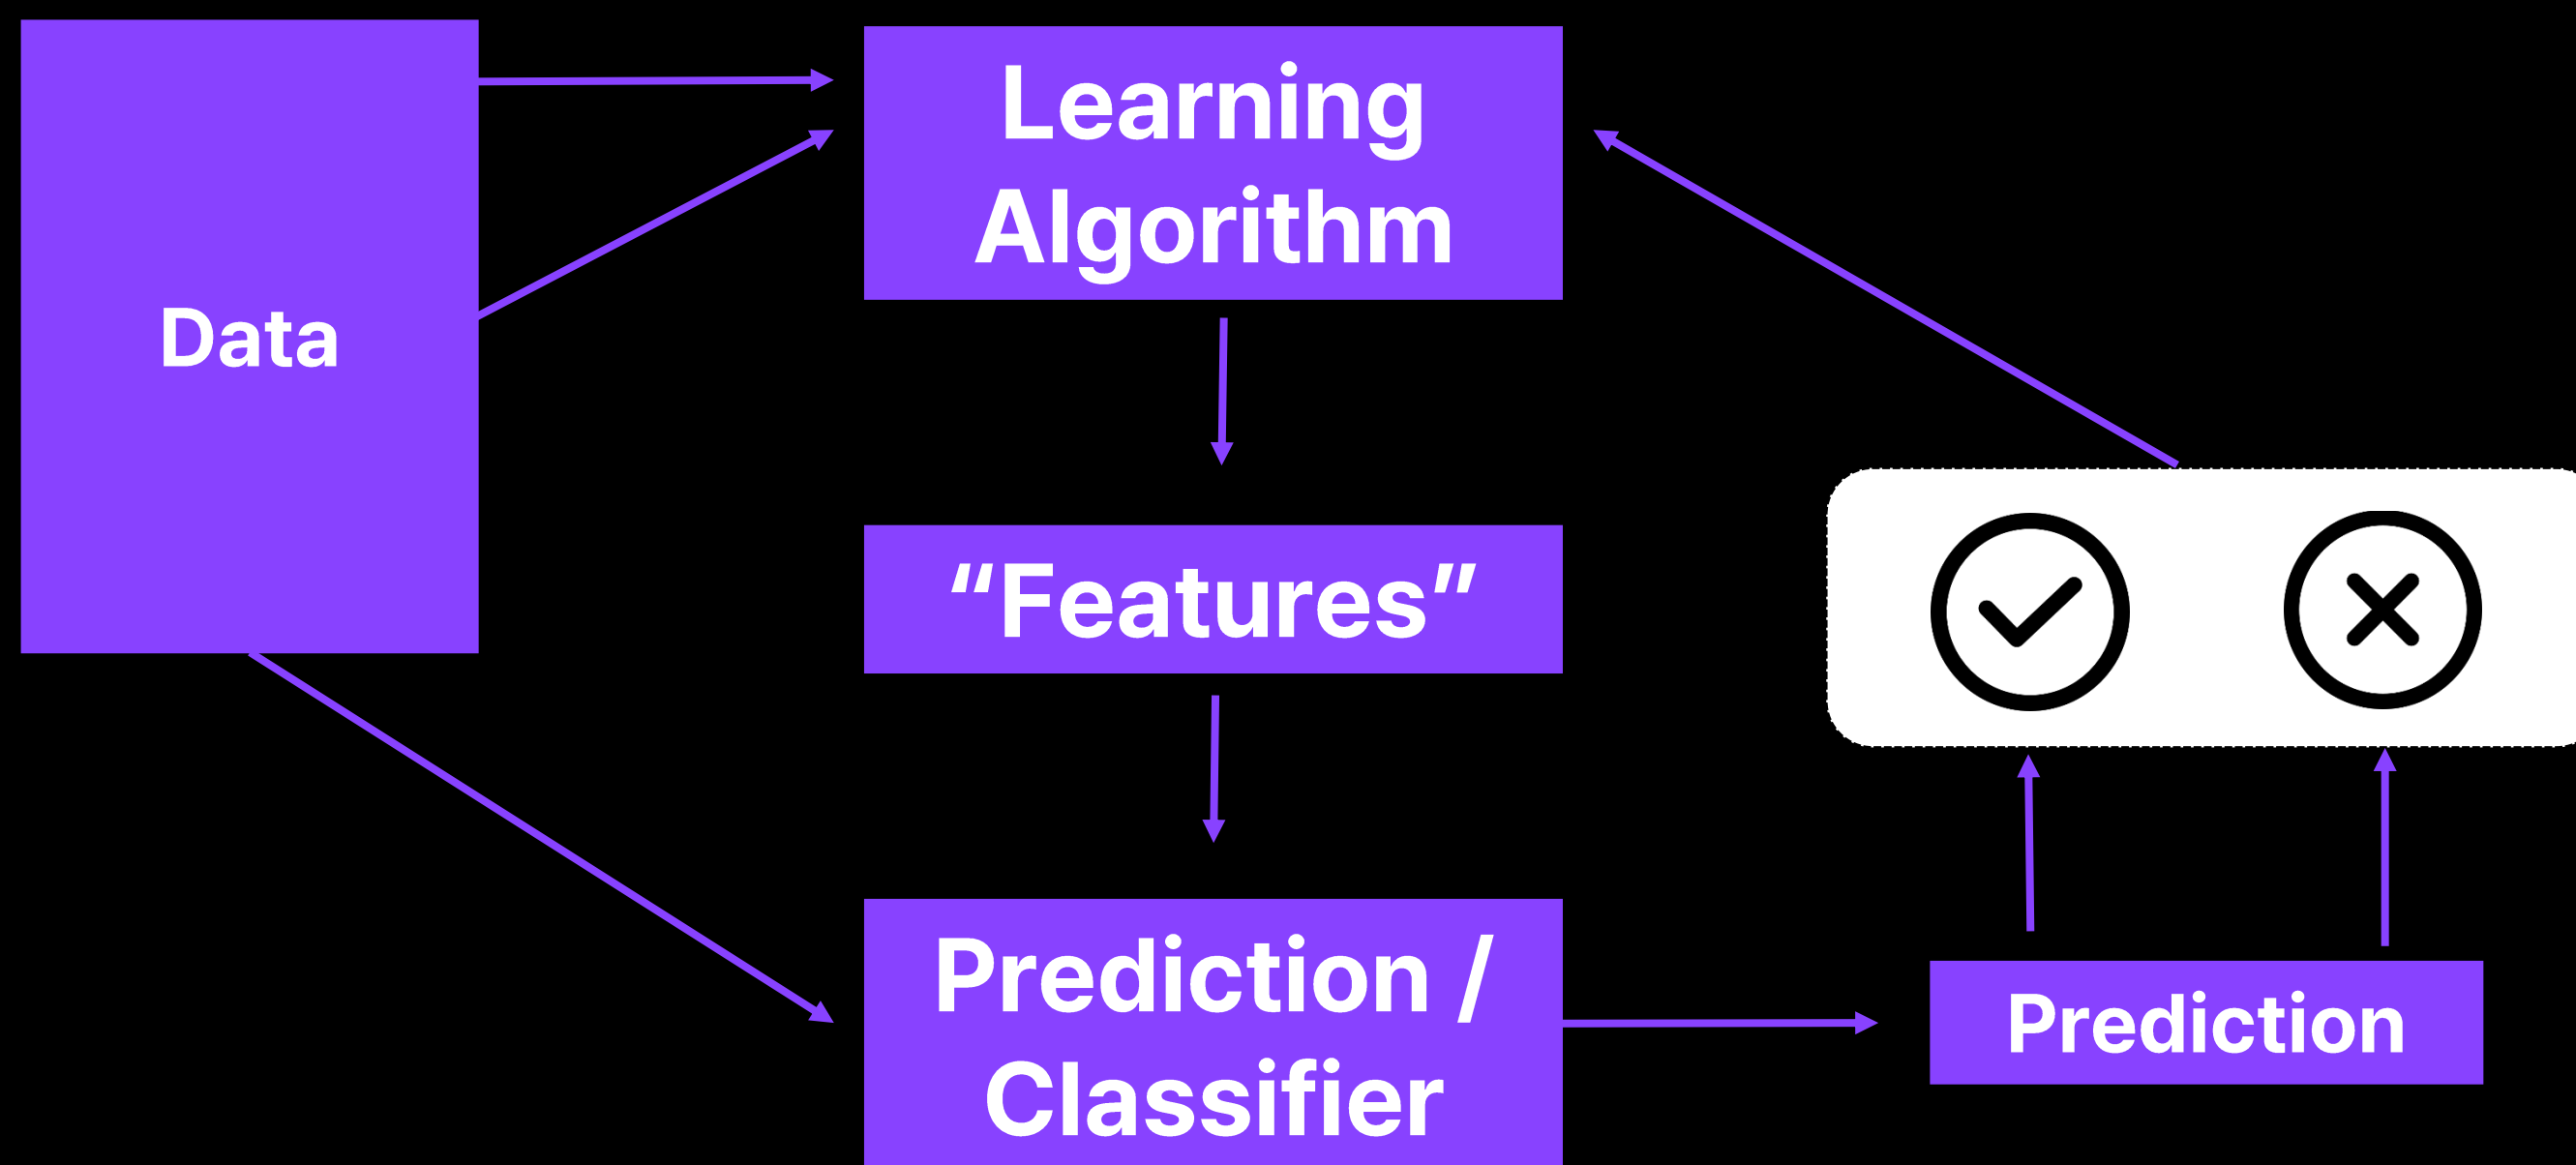 Data
Learning
Algorithm
“Features”
Prediction /
Classifier
Prediction